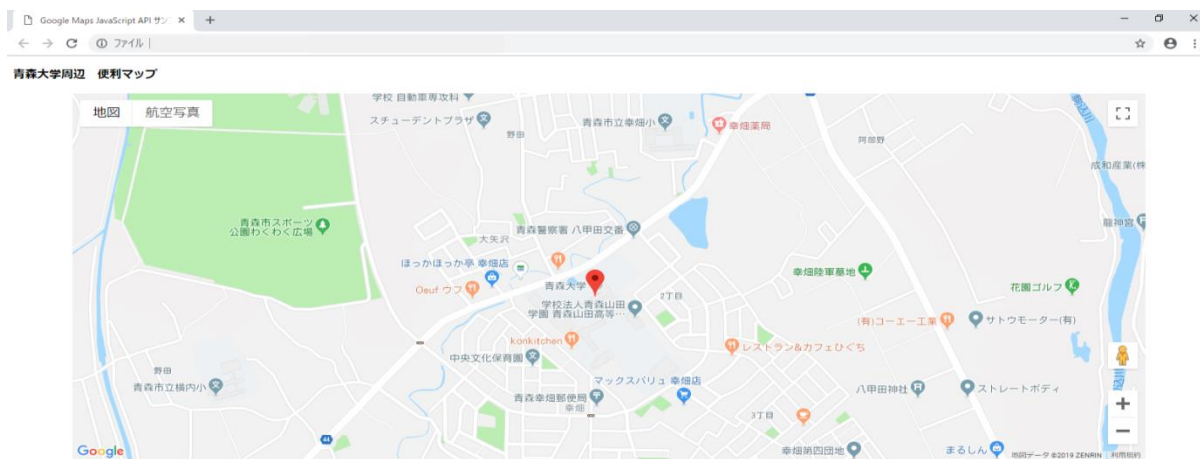 Google Maps JavaScript API サン
ファイル
青森大学周辺 便利マップ
地図 航空写真
学校 自動車専攻科
スチューデントプラザ
野田
青森市立幸畑小
幸畑薬局
阿部野
駒込川
成和産業(株
青森市スポーツ
公園わくわく広場
大矢沢
青森警察署 八甲田交番
龍神宮
ほっかほっか亭 幸畑店
Oeuf ウフ
青森大学
学校法人青森山田
学園 青森山田高等…
2丁目
幸畑陸軍墓地
花園ゴルフ
(有)コーエー工業
サトウモーター(有)
konkitchen
中央文化保育園
レストラン&カフェひぐち
野田
青森市立横内小
マックスバリュ 幸畑店
青森幸畑郵便局
幸畑
八甲田神社
ストレートボディ
3丁目
44
幸畑第四団地
まるしん
Google
地図データ ©2019 ZENRIN 利用規約